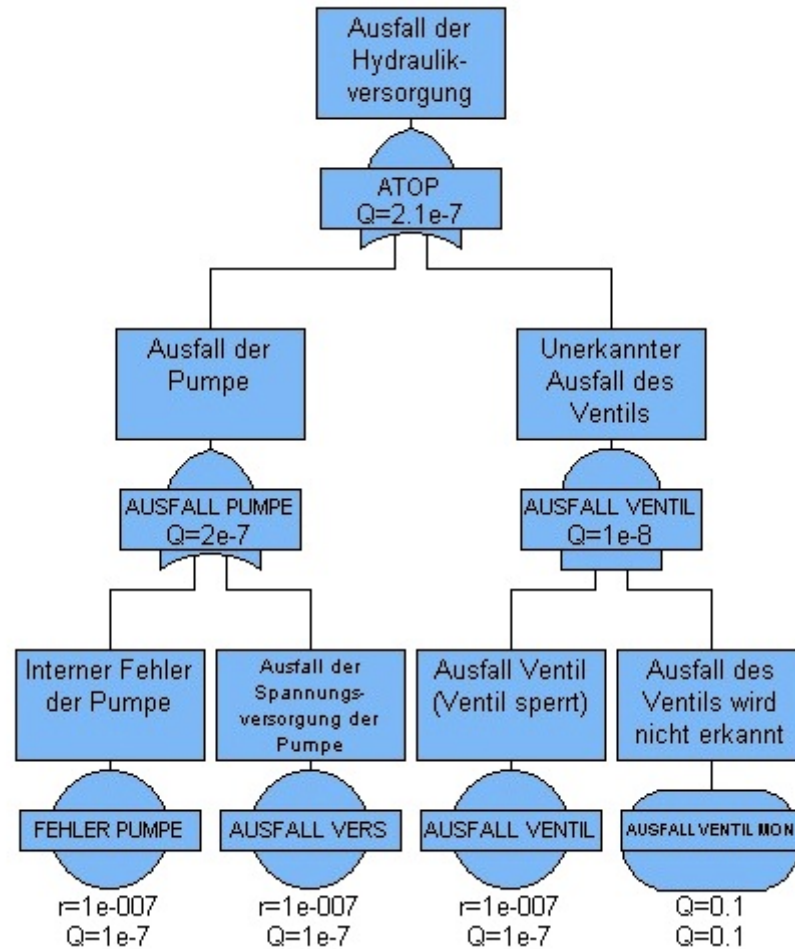 Ausfall der
Hydraulik-
versorgung
ATOP
Q=2.1e-7
Ausfall der
Pumpe
Unerkannter
Ausfall des
Ventils
AUSFALL PUMPE
Q=2e-7
AUSFALL VENTIL
Q=1e-8
Interner Fehler
der Pumpe
Ausfall der
Spannungs-
versorgung der
Pumpe
Ausfall Ventil
(Ventil sperrt)
Ausfall des
Ventils wird
nicht erkannt
FEHLER PUMPE
AUSFALL VERS
AUSFALL VENTIL
AUSFALL VENTIL MON
r=1e-007
Q=1e-7
r=1e-007
Q=1e-7
r=1e-007
Q=1e-7
Q=0.1
Q=0.1